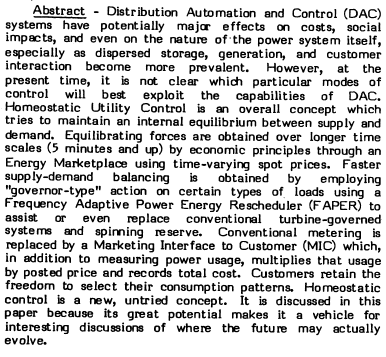 Abstract - Distribution Automation and Control (DAC)
systems have potentially major effects on costs, social
impacts, and even on the nature of the power system itself,
especially as dispersed storage, generation, and customer
interaction become more prevalent. However, at the
present time, it is not clear which particular modes of
control will best exploit the capabilities of DAC.
Homeostatic Utility Control is an overall concept which
tries to maintain an internal equilibrium between supply and
demand. Equilibrating forces are obtained over longer time
scales (5 minutes and up) by economic principles through an
Energy Marketplace using time-varying spot prices. Faster
supply-demand balancing is obtained by employing
"governor-type" action on certain types of loads using a
Frequency Adaptive Power Energy Rescheduler (FAPER) to
assist or even replace conventional turbine-governed
systems and spinning reserve. Conventional metering is
replaced by a Marketing Interface to Customer (MIC) which,
in addition to measuring power usage, multiplies that usage
by posted price and records total cost. Customers retain the
freedom to select their consumption patterns. Homeostatic
control is a new, untried concept. It is discussed in this
paper because its great potential makes it a vehicle for
interesting discussions of where the future may actually
evolve.